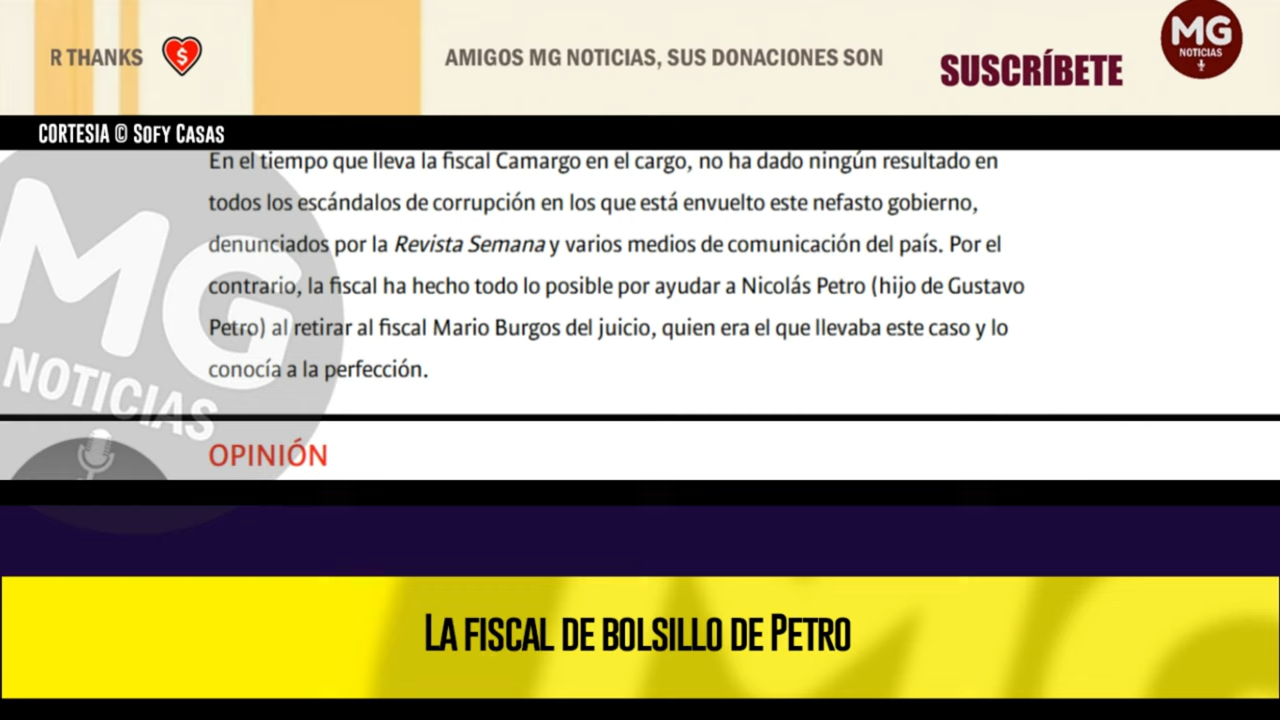 R THANKS
AMIGOS MG NOTICIAS, SUS DONACIONES SON
SUSCRÍBETE
MG
NOTICIAS
CORTESIA © SOFY CASAS
En el tiempo que lleva la fiscal Camargo en el cargo, no ha dado ningún resultado en
todos los escándalos de corrupción en los que está envuelto este nefasto gobierno,
denunciados por la Revista Semana y varios medios de comunicación del país. Por el
contrario, la fiscal ha hecho todo lo posible por ayudar a Nicolás Petro (hijo de Gustavo
Petro) al retirar al fiscal Mario Burgos del juicio, quien era el que llevaba este caso y lo
conocía a la perfección.
MG
NOTICIAS
OPINIÓN
LA FISCAL DE BOLSILLO DE PETRO